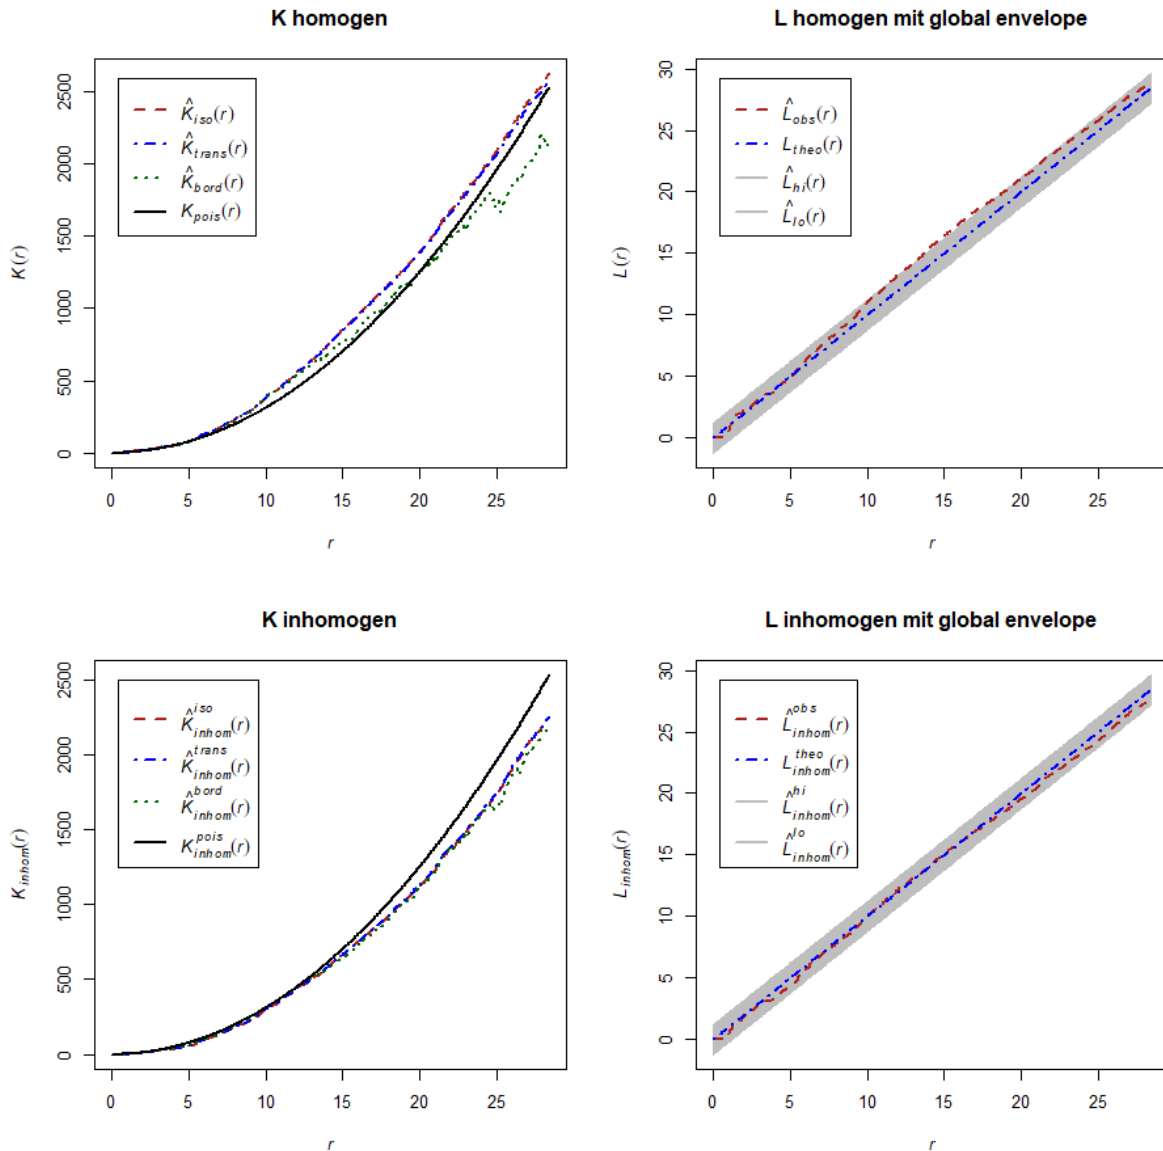 K homogen
K̂iso(r)
K̂trans(r)
K̂bord(r)
Kpois(r)
K(r)
0 500 1000 1500 2000 2500
0 5 10 15 20 25
r
L homogen mit global envelope
L̂obs(r)
Ltheo(r)
L̂hi(r)
L̂lo(r)
L(r)
0 5 10 15 20 25 30
0 5 10 15 20 25
r
K inhomogen
K̂inhom^iso(r)
K̂inhom^trans(r)
K̂inhom^bord(r)
Kinhom^pois(r)
Kinhom(r)
0 500 1000 1500 2000 2500
0 5 10 15 20 25
r
L inhomogen mit global envelope
L̂inhom^obs(r)
Linhom^theo(r)
L̂inhom^hi(r)
L̂inhom^lo(r)
Linhom(r)
0 5 10 15 20 25 30
0 5 10 15 20 25
r